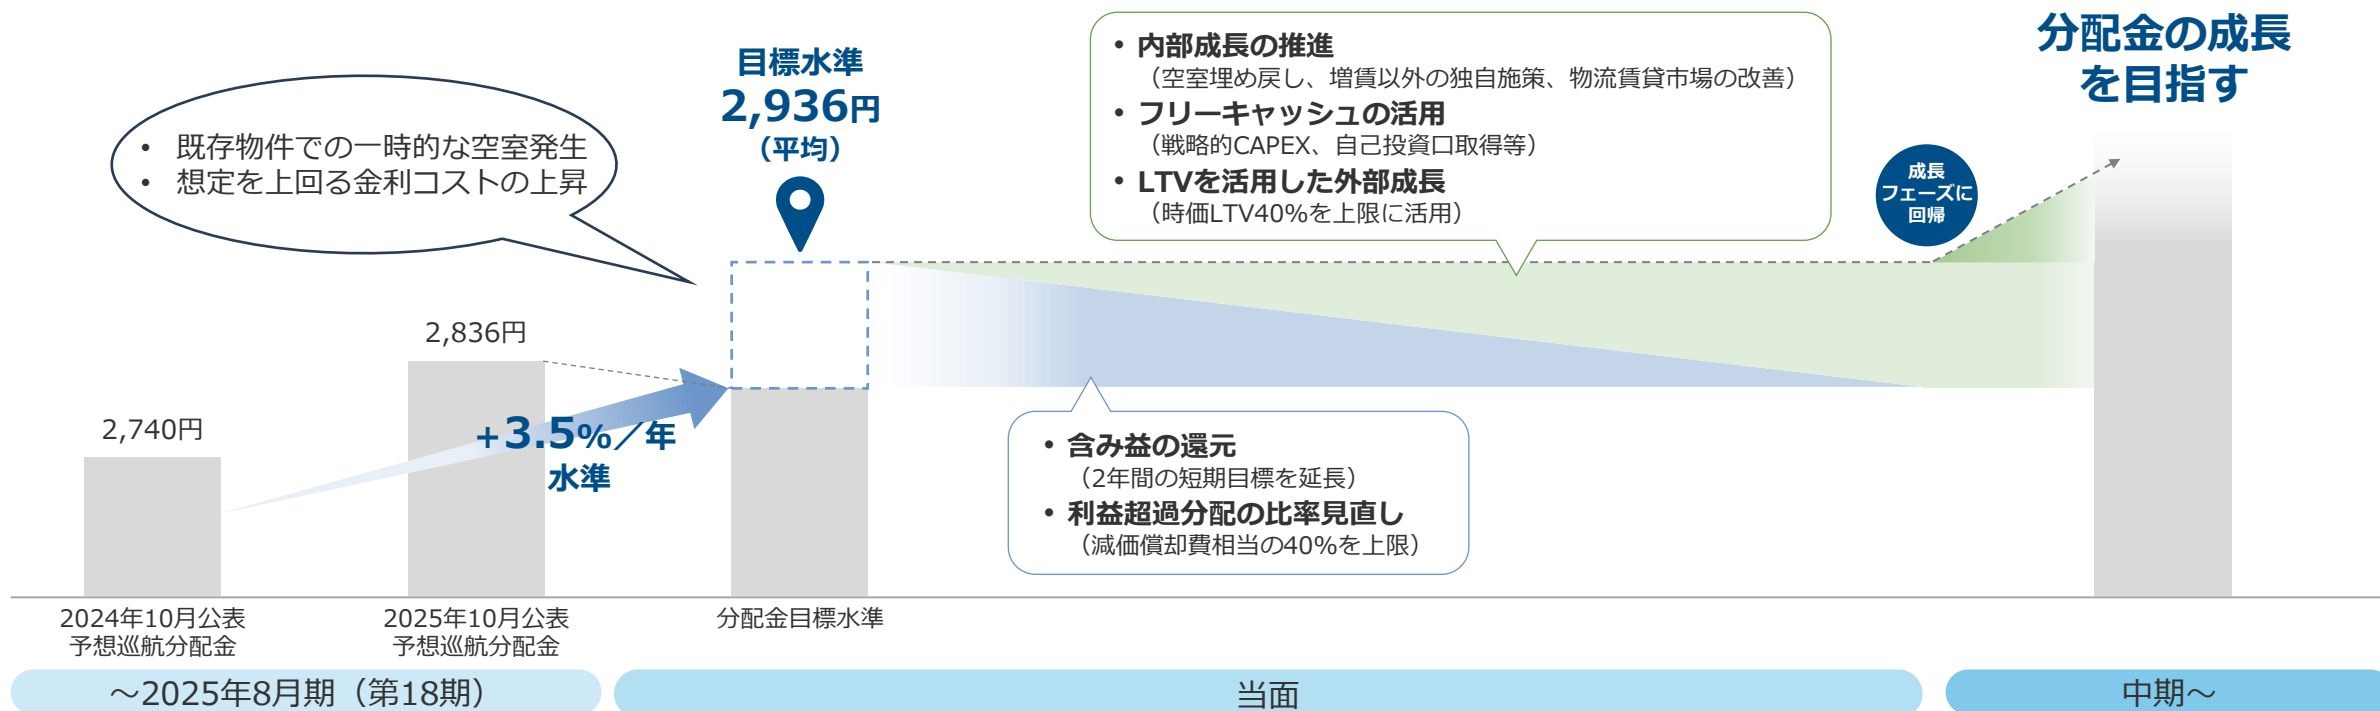 • 既存物件での一時的な空室発生
• 想定を上回る金利コストの上昇
目標水準
2,936円
（平均）
• 内部成長の推進
（空室埋め戻し、増賃以外の独自施策、物流賃貸市場の改善）
• フリーキャッシュの活用
（戦略的CAPEX、自己投資口取得等）
• LTVを活用した外部成長
（時価LTV40%を上限に活用）
分配金の成長
を目指す
成長
フェーズに
回帰
2,740円
2,836円
+3.5%／年
水準
• 含み益の還元
（2年間の短期目標を延長）
• 利益超過分配の比率見直し
（減価償却費相当の40%を上限）
2024年10月公表
予想巡航分配金
2025年10月公表
予想巡航分配金
分配金目標水準
～2025年8月期（第18期）
当面
中期～